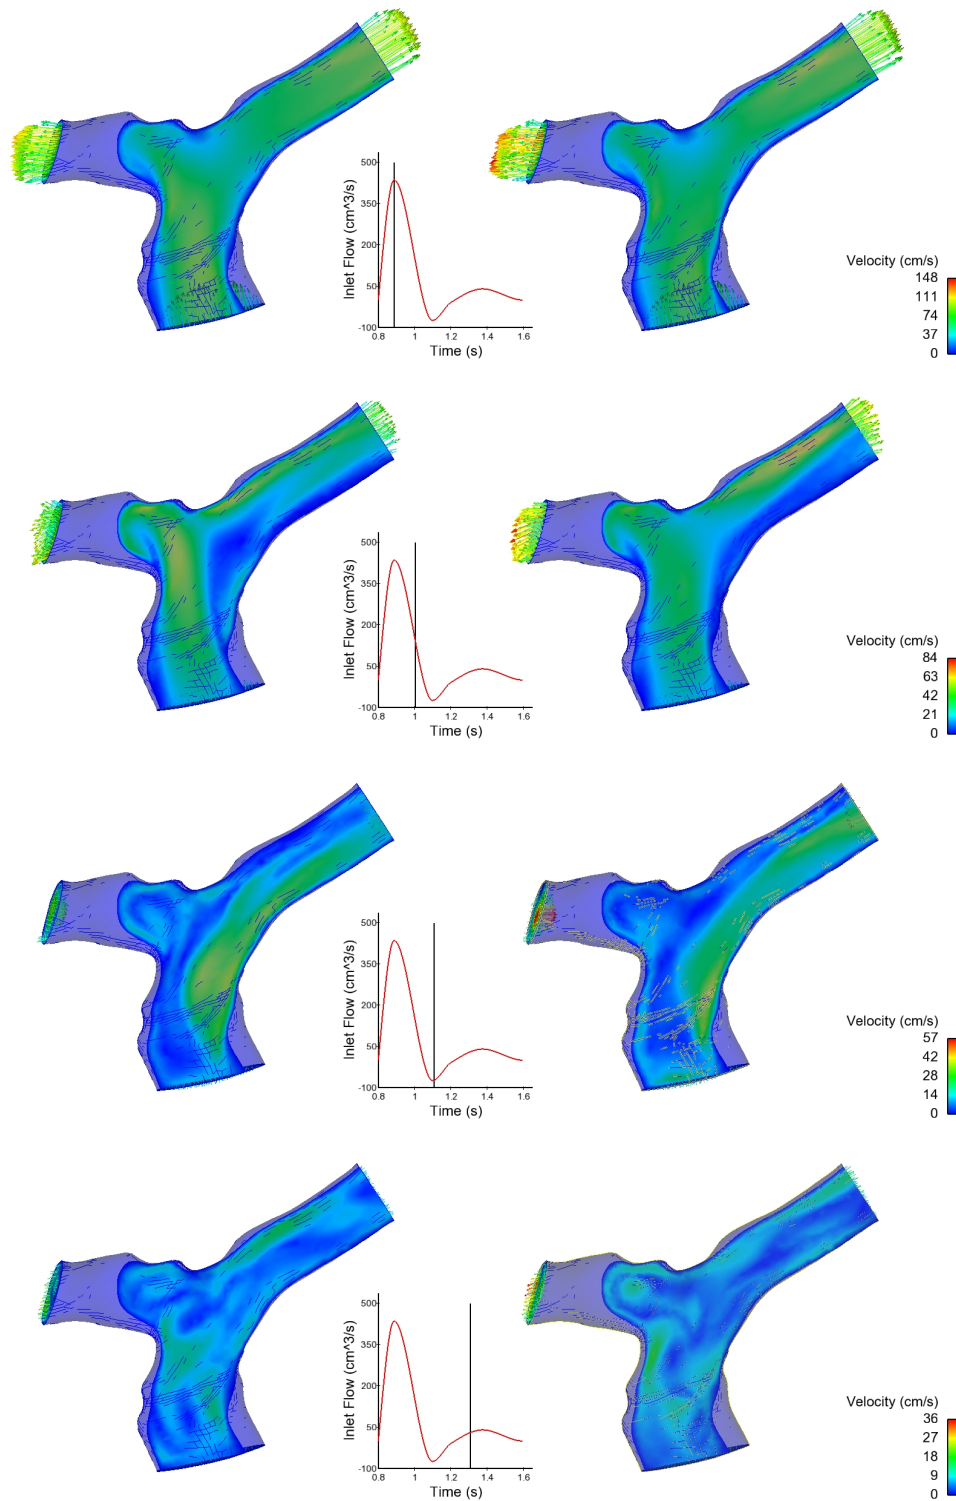 500
350
200
50
-100
Inlet Flow (cm^3/s)
0.8 1 1.2 1.4 1.6
Time (s)
Velocity (cm/s)
148
111
74
37
0
500
350
200
50
-100
Inlet Flow (cm^3/s)
0.8 1 1.2 1.4 1.6
Time (s)
Velocity (cm/s)
84
63
42
21
0
500
350
200
50
-100
Inlet Flow (cm^3/s)
0.8 1 1.2 1.4 1.6
Time (s)
Velocity (cm/s)
57
42
28
14
0
500
350
200
50
-100
Inlet Flow (cm^3/s)
0.8 1 1.2 1.4 1.6
Time (s)
Velocity (cm/s)
36
27
18
9
0